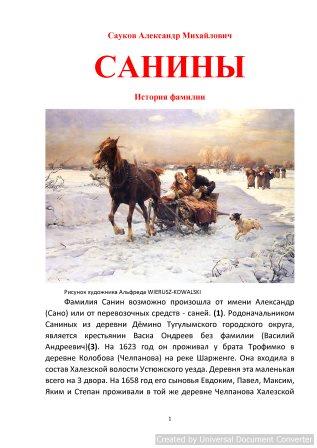 Сауков Александр Михайлович
САНИНЫ
История фамилии
Рисунок художника Альфреда WIERUSZ-KOWALSKI
Фамилия Санин возможно произошла от имени Александр
(Сано) или от перевозочных средств - саней. (1). Родоначальником
Саниных из деревни Дёмино Тугулымского городского округа,
является крестьянин Васка Ондреев без фамилии (Василий
Андреевич)(3). На 1623 год он проживал у брата Трофимко в
деревне Колобова (Челпанова) на реке Шарженге. Она входила в
состав Халезской волости Устюжского уезда. Деревня эта маленькая
всего на 3 двора. На 1658 год его сыновья Евдоким, Павел, Максим,
Яким и Степан проживали в той же деревне Челпанова Халезской
1
Created by Universal Document Converter